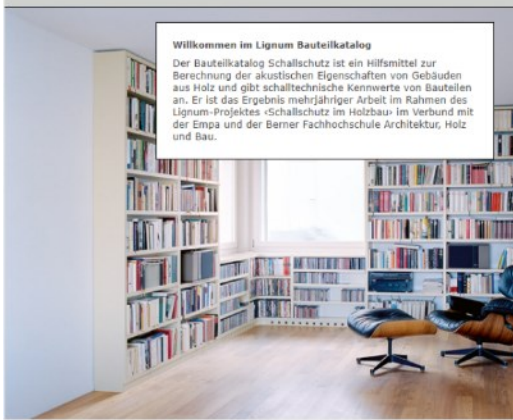 Willkommen im Lignum Bauteilkatalog
Der Bauteilkatalog Schallschutz ist ein Hilfsmittel zur
Berechnung der akustischen Eigenschaften von Gebäuden
aus Holz und gibt schalltechnische Kennwerte von Bauteilen
an. Er ist das Ergebnis mehrjähriger Arbeit im Rahmen des
Lignum-Projektes ‹Schallschutz im Holzbau› im Verbund mit
der Empa und der Berner Fachhochschule Architektur, Holz
und Bau.